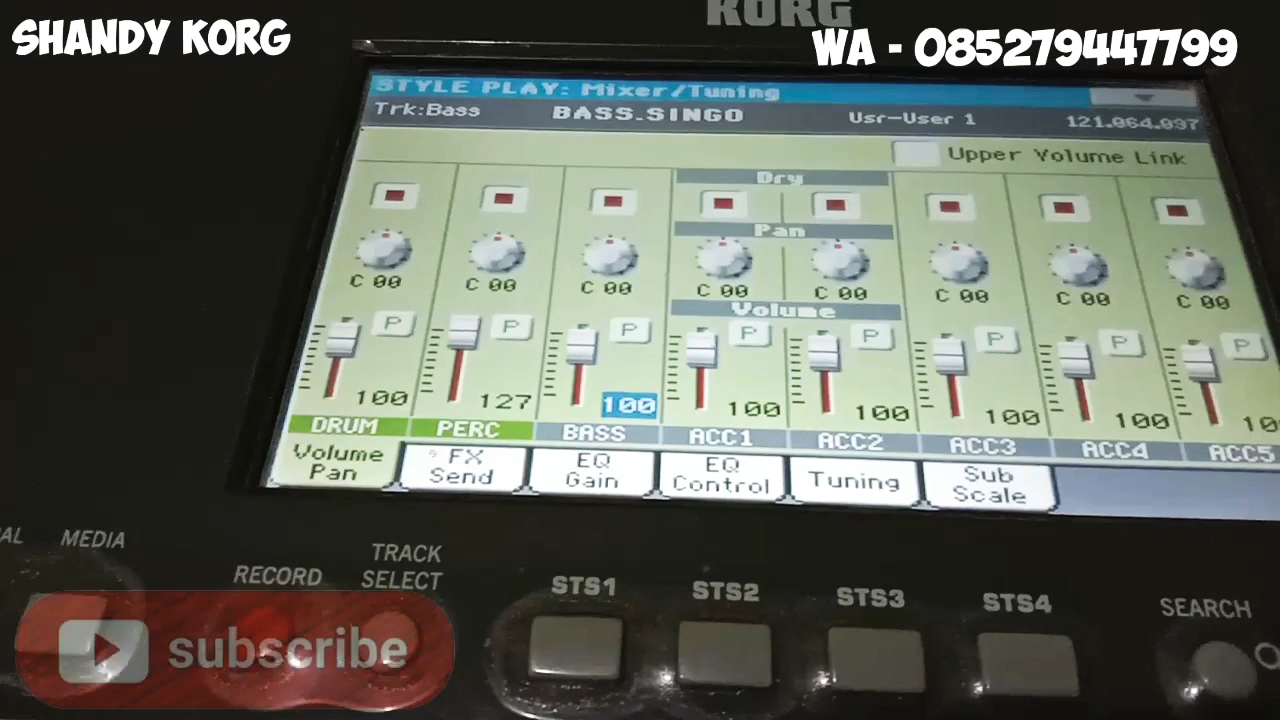 SHANDY KORG
KORG
WA - 085279447799
STYLE PLAY: Mixer/Tuning
Trk:Bass BASS.SINGO Usr-User 1 121.064.037
Upper Volume Link
Dry
Pan
C 00 C 00 C 00 C 00 C 00 C 00 C 00 C 00
Volume
P P P P P P P P
100 127 100 100 100 100 100 10
DRUM PERC BASS ACC1 ACC2 ACC3 ACC4 ACC5
Volume Pan
FX Send
EQ Gain
EQ Control
Tuning
Sub Scale
MEDIA
RECORD
TRACK SELECT
STS1 STS2 STS3 STS4
SEARCH
subscribe